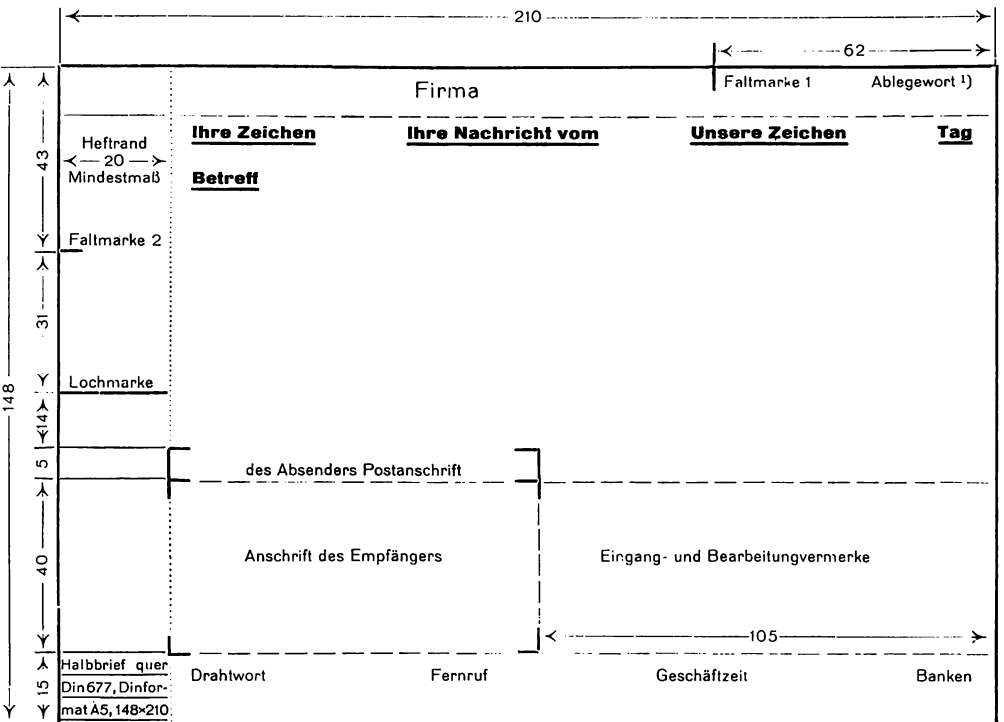 210
62
Firma
Faltmarke 1 Ablegewort ¹)
Ihre Zeichen Ihre Nachricht vom Unsere Zeichen Tag
Heftrand
20
Mindestmaß
Betreff
43
Faltmarke 2
31
Lochmarke
148
14
5
des Absenders Postanschrift
40
Anschrift des Empfängers
Eingang- und Bearbeitungvermerke
105
15
Halbbrief quer
Din 677, Dinfor-
mat A5, 148×210
Drahtwort Fernruf Geschäftzeit Banken